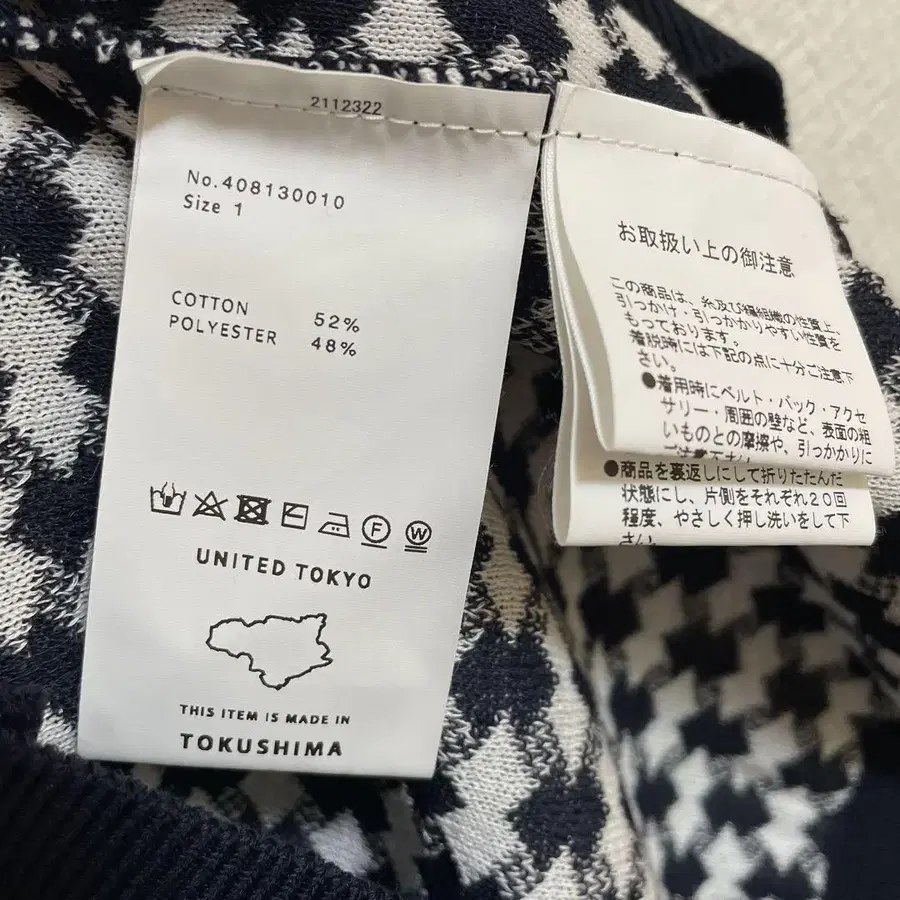 2112322
No.408130010
Size 1
COTTON 52%
POLYESTER 48%
F
W
UNITED TOKYO
THIS ITEM IS MADE IN
TOKUSHIMA
お取扱い上の御注意
この商品は、糸及び編組織の性質上、
引っかけ・引っかかりやすい性質を
もっております。
着脱時には下記の点に十分ご注意下
さい。
●着用時にベルト・バック・アクセ
サリー・周囲の壁など、表面の粗
いものとの摩擦や、引っかかりに
●商品を裏返しにして折りたたんだ
状態にし、片側をそれぞれ20回
程度、やさしく押し洗いをして下
さい。